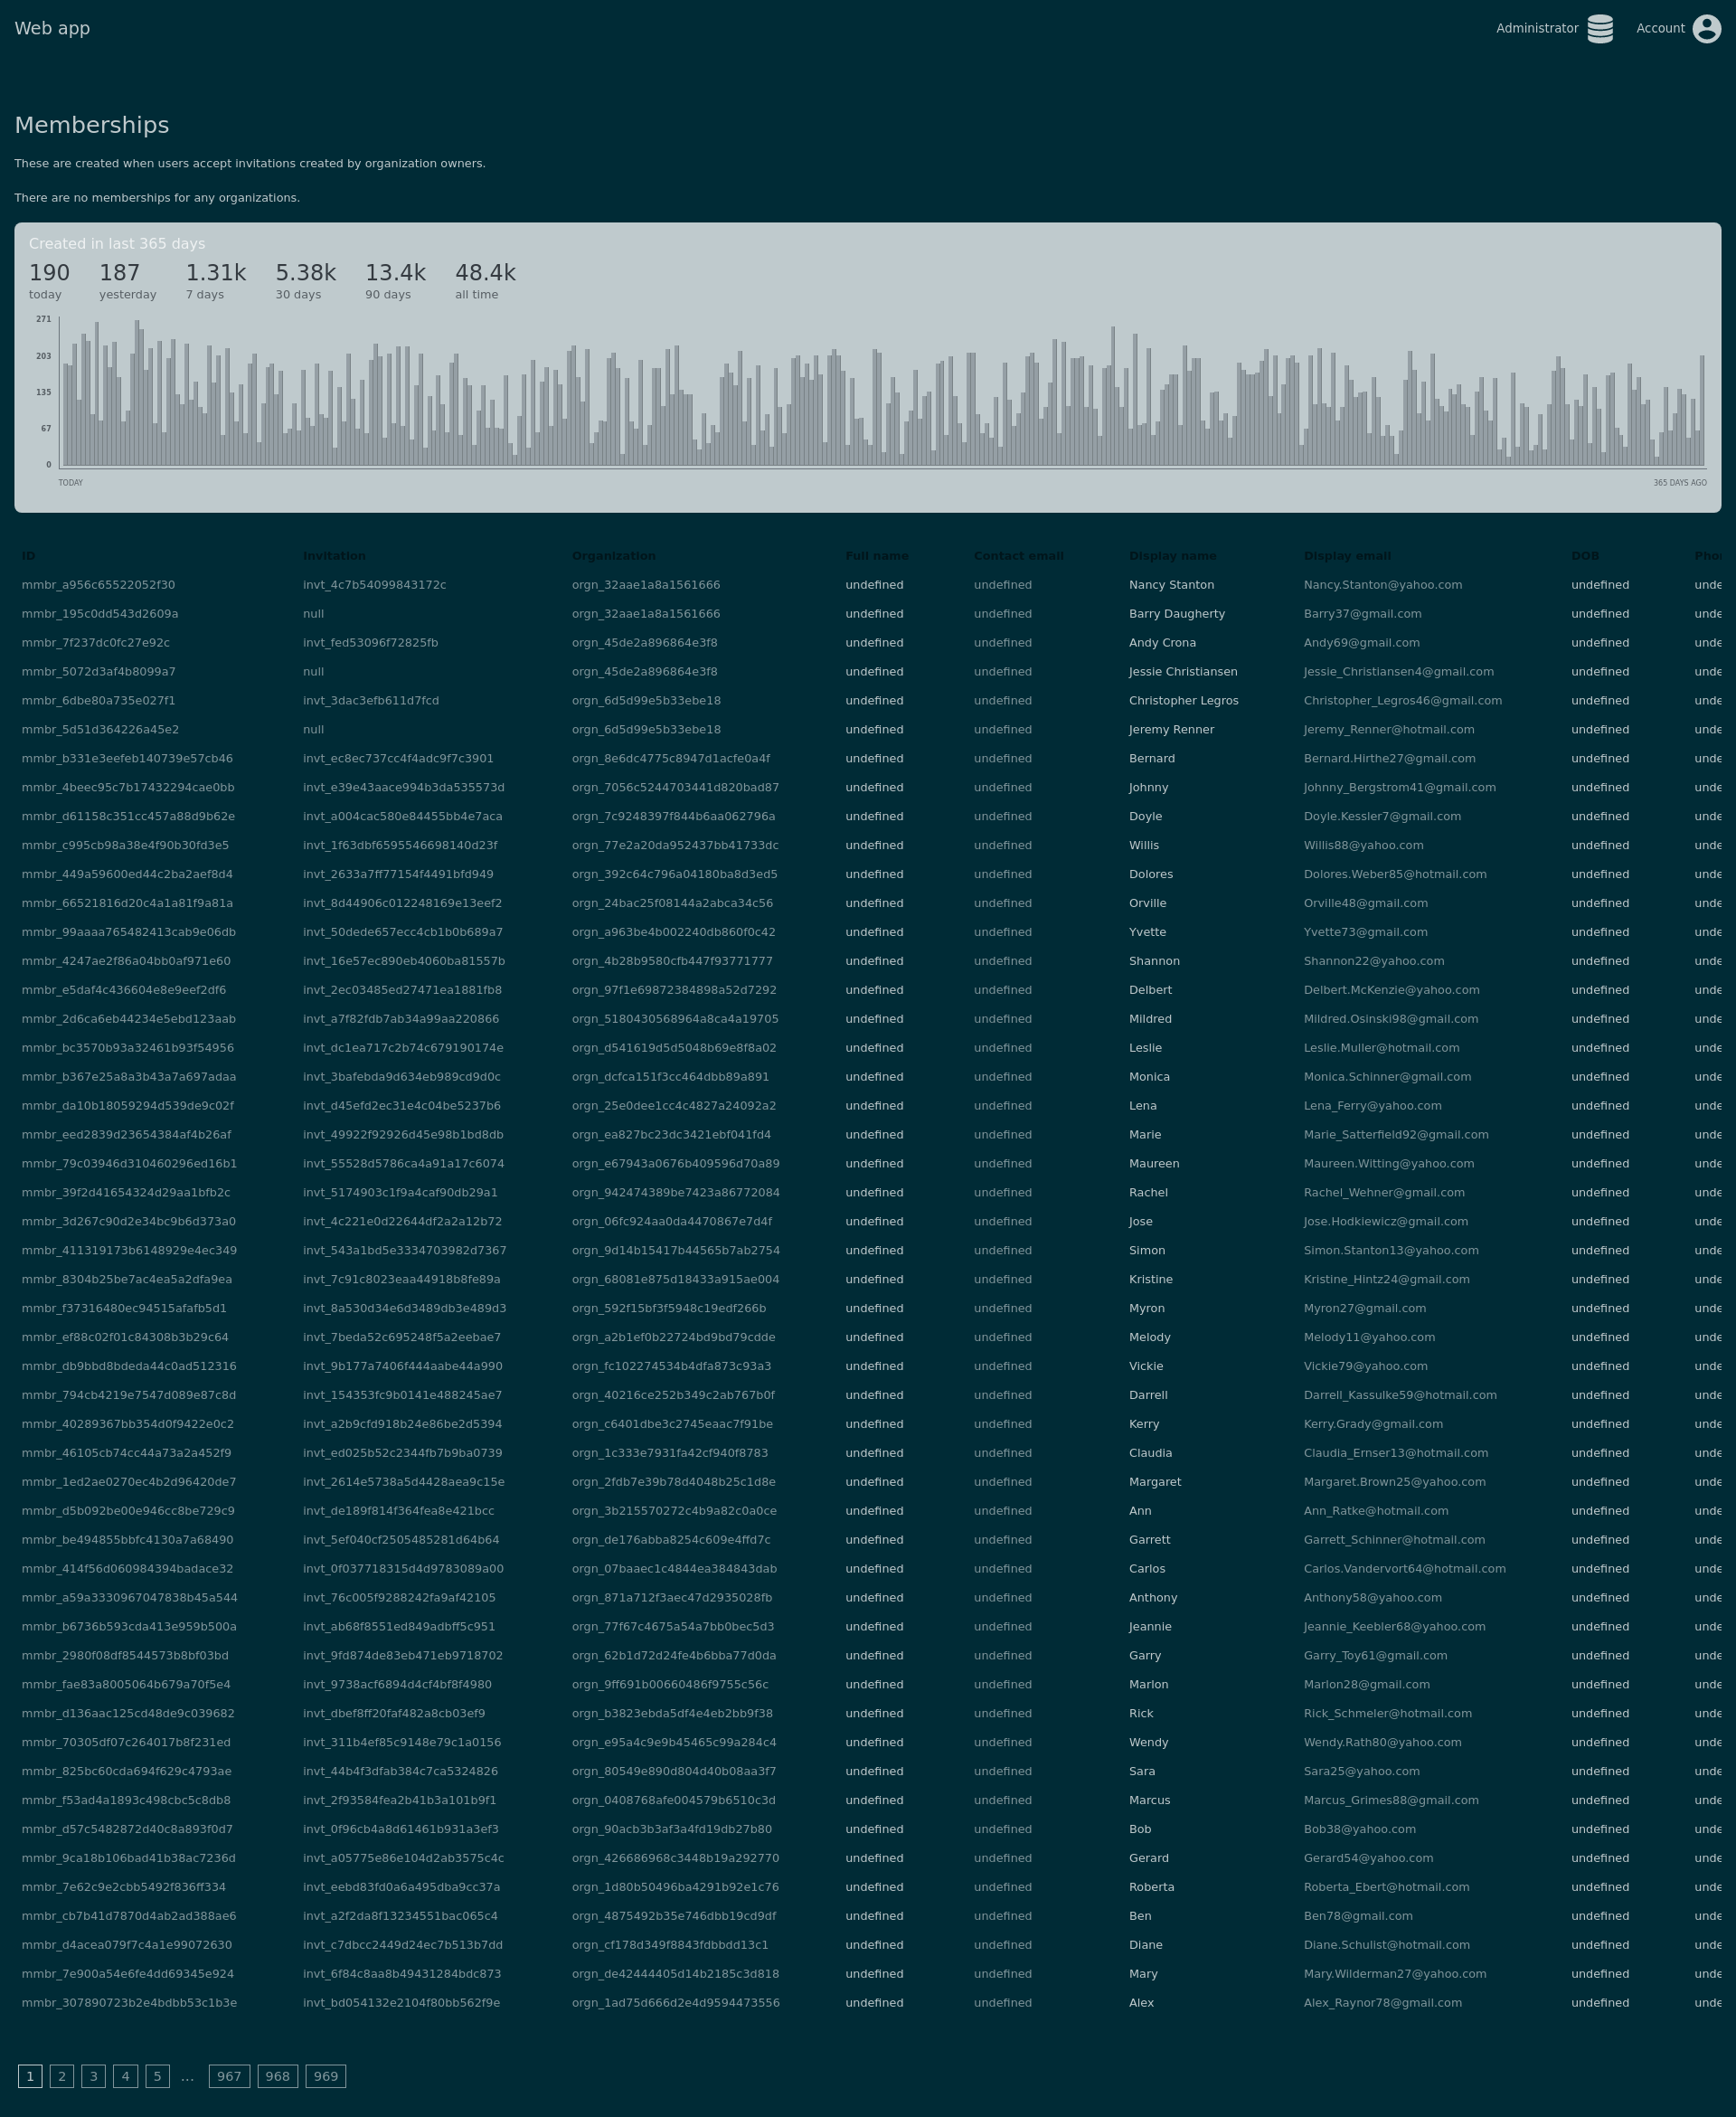 Web app
Administrator Account
Memberships
These are created when users accept invitations created by organization owners.
There are no memberships for any organizations.
Created in last 365 days
190 187 1.31k 5.38k 13.4k 48.4k
today yesterday 7 days 30 days 90 days all time
271
203
135
67
0
TODAY 365 DAYS AGO
ID Invitation Organization Full name Contact email Display name Display email DOB
mmbr_a956c65522052f30 invt_4c7b54099843172c orgn_32aae1a8a1561666 undefined undefined Nancy Stanton Nancy.Stanton@yahoo.com undefined unde
mmbr_195c0dd543d2609a null orgn_32aae1a8a1561666 undefined undefined Barry Daugherty Barry37@gmail.com undefined unde
mmbr_7f237dc0fc27e92c invt_fed53096f72825fb orgn_45de2a896864e3f8 undefined undefined Andy Crona Andy69@gmail.com undefined unde
mmbr_5072d3af4b8099a7 null orgn_45de2a896864e3f8 undefined undefined Jessie Christiansen Jessie_Christiansen4@gmail.com undefined unde
mmbr_6dbe80a735e027f1 invt_3dac3efb611d7fcd orgn_6d5d99e5b33ebe18 undefined undefined Christopher Legros Christopher_Legros46@gmail.com undefined unde
mmbr_5d51d364226a45e2 null orgn_6d5d99e5b33ebe18 undefined undefined Jeremy Renner Jeremy_Renner@hotmail.com undefined unde
mmbr_b331e3eefeb140739e57cb46 invt_ec8ec737cc4f4adc9f7c3901 orgn_8e6dc4775c8947d1acfe0a4f undefined undefined Bernard Bernard.Hirthe27@gmail.com undefined unde
mmbr_4beec95c7b17432294cae0bb invt_e39e43aace994b3da535573d orgn_7056c5244703441d820bad87 undefined undefined Johnny Johnny_Bergstrom41@gmail.com undefined unde
mmbr_d61158c351cc457a88d9b62e invt_a004cac580e84455bb4e7aca orgn_7c9248397f844b6aa062796a undefined undefined Doyle Doyle.Kessler7@gmail.com undefined unde
mmbr_c995cb98a38e4f90b30fd3e5 invt_1f63dbf6595546698140d23f orgn_77e2a20da952437bb41733dc undefined undefined Willis Willis88@yahoo.com undefined unde
mmbr_449a59600ed44c2ba2aef8d4 invt_2633a7ff77154f4491bfd949 orgn_392c64c796a04180ba8d3ed5 undefined undefined Dolores Dolores.Weber85@hotmail.com undefined unde
mmbr_66521816d20c4a1a81f9a81a invt_8d44906c012248169e13eef2 orgn_24bac25f08144a2abca34c56 undefined undefined Orville Orville48@gmail.com undefined unde
mmbr_99aaaa765482413cab9e06db invt_50dede657ecc4cb1b0b689a7 orgn_a963be4b002240db860f0c42 undefined undefined Yvette Yvette73@gmail.com undefined unde
mmbr_4247ae2f86a04bb0af971e60 invt_16e57ec890eb4060ba81557b orgn_4b28b9580cfb447f93771777 undefined undefined Shannon Shannon22@yahoo.com undefined unde
mmbr_e5daf4c436604e8e9eef2df6 invt_2ec03485ed27471ea1881fb8 orgn_97f1e69872384898a52d7292 undefined undefined Delbert Delbert.McKenzie@yahoo.com undefined unde
mmbr_2d6ca6eb44234e5ebd123aab invt_a7f82fdb7ab34a99aa220866 orgn_5180430568964a8ca4a19705 undefined undefined Mildred Mildred.Osinski98@gmail.com undefined unde
mmbr_bc3570b93a32461b93f54956 invt_dc1ea717c2b74c679190174e orgn_d541619d5d5048b69e8f8a02 undefined undefined Leslie Leslie.Muller@hotmail.com undefined unde
mmbr_b367e25a8a3b43a7a697adaa invt_3bafebda9d634eb989cd9d0c orgn_dcfca151f3cc464dbb89a891 undefined undefined Monica Monica.Schinner@gmail.com undefined unde
mmbr_da10b18059294d539de9c02f invt_d45efd2ec31e4c04be5237b6 orgn_25e0dee1cc4c4827a24092a2 undefined undefined Lena Lena_Ferry@yahoo.com undefined unde
mmbr_eed2839d23654384af4b26af invt_49922f92926d45e98b1bd8db orgn_ea827bc23dc3421ebf041fd4 undefined undefined Marie Marie_Satterfield92@gmail.com undefined unde
mmbr_79c03946d310460296ed16b1 invt_55528d5786ca4a91a17c6074 orgn_e67943a0676b409596d70a89 undefined undefined Maureen Maureen.Witting@yahoo.com undefined unde
mmbr_39f2d41654324d29aa1bfb2c invt_5174903c1f9a4caf90db29a1 orgn_942474389be7423a86772084 undefined undefined Rachel Rachel_Wehner@gmail.com undefined unde
mmbr_3d267c90d2e34bc9b6d373a0 invt_4c221e0d22644df2a2a12b72 orgn_06fc924aa0da4470867e7d4f undefined undefined Jose Jose.Hodkiewicz@gmail.com undefined unde
mmbr_411319173b6148929e4ec349 invt_543a1bd5e3334703982d7367 orgn_9d14b15417b44565b7ab2754 undefined undefined Simon Simon.Stanton13@yahoo.com undefined unde
mmbr_8304b25be7ac4ea5a2dfa9ea invt_7c91c8023eaa44918b8fe89a orgn_68081e875d18433a915ae004 undefined undefined Kristine Kristine_Hintz24@gmail.com undefined unde
mmbr_f37316480ec94515afafb5d1 invt_8a530d34e6d3489db3e489d3 orgn_592f15bf3f5948c19edf266b undefined undefined Myron Myron27@gmail.com undefined unde
mmbr_ef88c02f01c84308b3b29c64 invt_7beda52c695248f5a2eebae7 orgn_a2b1ef0b22724bd9bd79cdde undefined undefined Melody Melody11@yahoo.com undefined unde
mmbr_db9bbd8bdeda44c0ad512316 invt_9b177a7406f444aabe44a990 orgn_fc102274534b4dfa873c93a3 undefined undefined Vickie Vickie79@yahoo.com undefined unde
mmbr_794cb4219e7547d089e87c8d invt_154353fc9b0141e488245ae7 orgn_40216ce252b349c2ab767b0f undefined undefined Darrell Darrell_Kassulke59@hotmail.com undefined unde
mmbr_40289367bb354d0f9422e0c2 invt_a2b9cfd918b24e86be2d5394 orgn_c6401dbe3c2745eaac7f91be undefined undefined Kerry Kerry.Grady@gmail.com undefined unde
mmbr_46105cb74cc44a73a2a452f9 invt_ed025b52c2344fb7b9ba0739 orgn_1c333e7931fa42cf940f8783 undefined undefined Claudia Claudia_Ernser13@hotmail.com undefined unde
mmbr_1ed2ae0270ec4b2d96420de7 invt_2614e5738a5d4428aea9c15e orgn_2fdb7e39b78d4048b25c1d8e undefined undefined Margaret Margaret.Brown25@yahoo.com undefined unde
mmbr_d5b092be00e946cc8be729c9 invt_de189f814f364fea8e421bcc orgn_3b215570272c4b9a82c0a0ce undefined undefined Ann Ann_Ratke@hotmail.com undefined unde
mmbr_be494855bbfc4130a7a68490 invt_5ef040cf2505485281d64b64 orgn_de176abba8254c609e4ffd7c undefined undefined Garrett Garrett_Schinner@hotmail.com undefined unde
mmbr_414f56d060984394badace32 invt_0f037718315d4d9783089a00 orgn_07baaec1c4844ea384843dab undefined undefined Carlos Carlos.Vandervort64@hotmail.com undefined unde
mmbr_a59a3330967047838b45a544 invt_76c005f9288242fa9af42105 orgn_871a712f3aec47d2935028fb undefined undefined Anthony Anthony58@yahoo.com undefined unde
mmbr_b6736b593cda413e959b500a invt_ab68f8551ed849adbff5c951 orgn_77f67c4675a54a7bb0bec5d3 undefined undefined Jeannie Jeannie_Keebler68@yahoo.com undefined unde
mmbr_2980f08df8544573b8bf03bd invt_9fd874de83eb471eb9718702 orgn_62b1d72d24fe4b6bba77d0da undefined undefined Garry Garry_Toy61@gmail.com undefined unde
mmbr_fae83a8005064b679a70f5e4 invt_9738acf6894d4cf4bf8f4980 orgn_9ff691b00660486f9755c56c undefined undefined Marlon Marlon28@gmail.com undefined unde
mmbr_d136aac125cd48de9c039682 invt_dbef8ff20faf482a8cb03ef9 orgn_b3823ebda5df4e4eb2bb9f38 undefined undefined Rick Rick_Schmeler@hotmail.com undefined unde
mmbr_70305df07c264017b8f231ed invt_311b4ef85c9148e79c1a0156 orgn_e95a4c9e9b45465c99a284c4 undefined undefined Wendy Wendy.Rath80@yahoo.com undefined unde
mmbr_825bc60cda694f629c4793ae invt_44b4f3dfab384c7ca5324826 orgn_80549e890d804d40b08aa3f7 undefined undefined Sara Sara25@yahoo.com undefined unde
mmbr_f53ad4a1893c498cbc5c8db8 invt_2f93584fea2b41b3a101b9f1 orgn_0408768afe004579b6510c3d undefined undefined Marcus Marcus_Grimes88@gmail.com undefined unde
mmbr_d57c5482872d40c8a893f0d7 invt_0f96cb4a8d61461b931a3ef3 orgn_90acb3b3af3a4fd19db27b80 undefined undefined Bob Bob38@yahoo.com undefined unde
mmbr_9ca18b106bad41b38ac7236d invt_a05775e86e104d2ab3575c4c orgn_426686968c3448b19a292770 undefined undefined Gerard Gerard54@yahoo.com undefined unde
mmbr_7e62c9e2cbb5492f836ff334 invt_eebd83fd0a6a495dba9cc37a orgn_1d80b50496ba4291b92e1c76 undefined undefined Roberta Roberta_Ebert@hotmail.com undefined unde
mmbr_cb7b41d7870d4ab2ad388ae6 invt_a2f2da8f13234551bac065c4 orgn_4875492b35e746dbb19cd9df undefined undefined Ben Ben78@gmail.com undefined unde
mmbr_d4acea079f7c4a1e99072630 invt_c7dbcc2449d24ec7b513b7dd orgn_cf178d349f8843fdbbdd13c1 undefined undefined Diane Diane.Schulist@hotmail.com undefined unde
mmbr_7e900a54e6fe4dd69345e924 invt_6f84c8aa8b49431284bdc873 orgn_de42444405d14b2185c3d818 undefined undefined Mary Mary.Wilderman27@yahoo.com undefined unde
mmbr_307890723b2e4bdbb53c1b3e invt_bd054132e2104f80bb562f9e orgn_1ad75d666d2e4d9594473556 undefined undefined Alex Alex_Raynor78@gmail.com undefined unde
1 2 3 4 5 ... 967 968 969